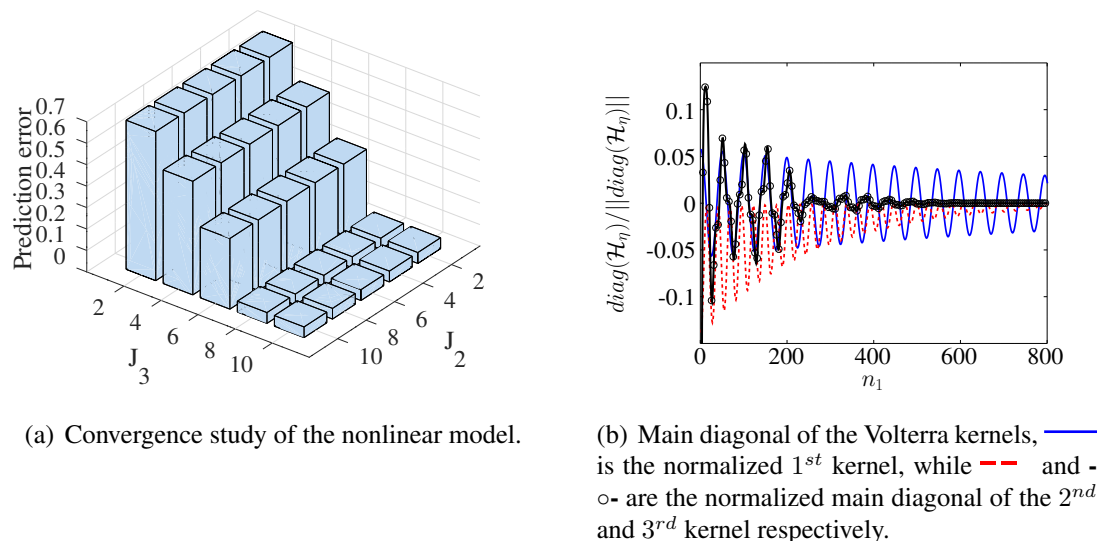 0.7
0.6
0.5
0.4
0.3
0.2
0.1
0
Prediction error
2
4
6
8
10
J_3
10
8
6
4
2
J_2
(a) Convergence study of the nonlinear model.
0.1
0.05
0
-0.05
-0.1
diag(ℋ_η)/||diag(ℋ_η)||
0 200 400 600 800
n_1
(b) Main diagonal of the Volterra kernels,
is the normalized 1^{st} kernel, while and -
○- are the normalized main diagonal of the 2^{nd}
and 3^{rd} kernel respectively.